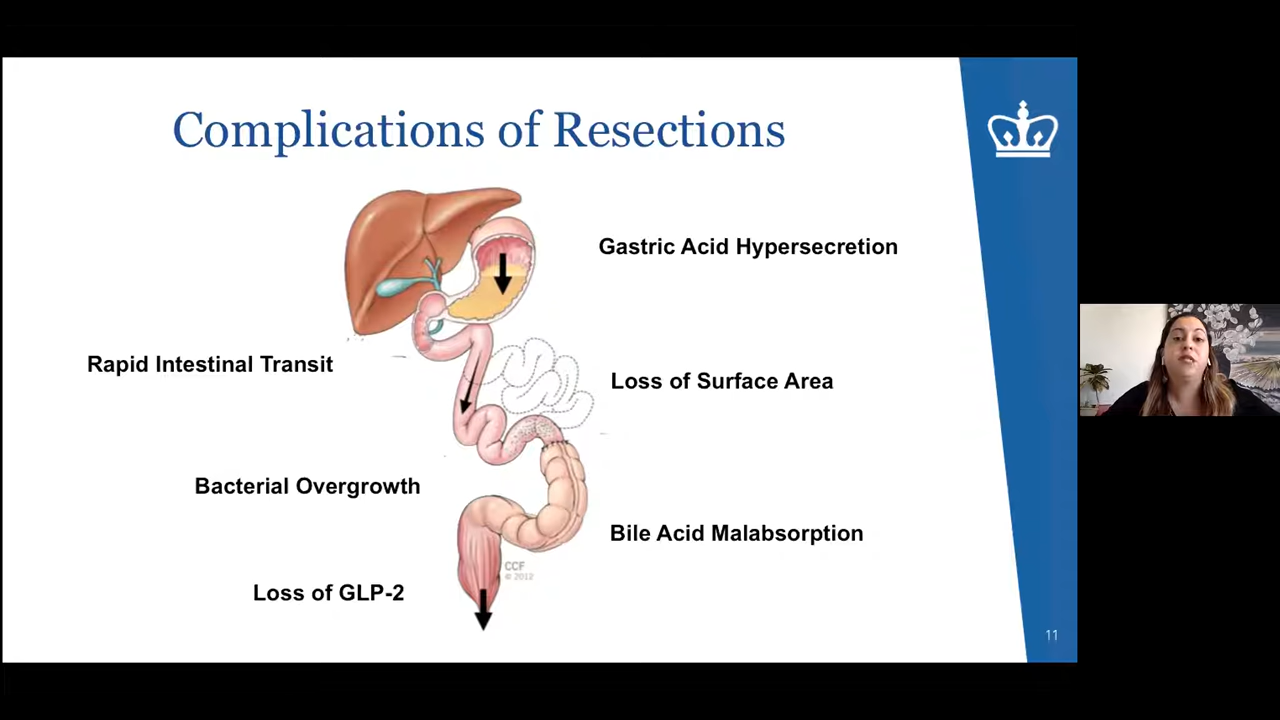 Complications of Resections
Gastric Acid Hypersecretion
Rapid Intestinal Transit
Loss of Surface Area
Bacterial Overgrowth
Bile Acid Malabsorption
CCF
© 2012
Loss of GLP-2
11